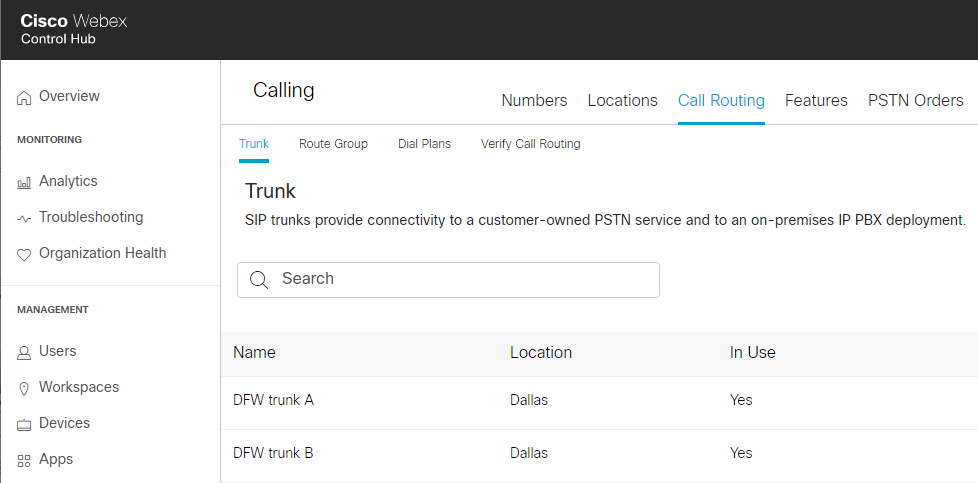 Cisco Webex
Control Hub
Overview
MONITORING
Analytics
Troubleshooting
Organization Health
MANAGEMENT
Users
Workspaces
Devices
Apps
Calling
Numbers Locations Call Routing Features PSTN Orders
Trunk Route Group Dial Plans Verify Call Routing
Trunk
SIP trunks provide connectivity to a customer-owned PSTN service and to an on-premises IP PBX deployment.
Search
Name Location In Use
DFW trunk A Dallas Yes
DFW trunk B Dallas Yes